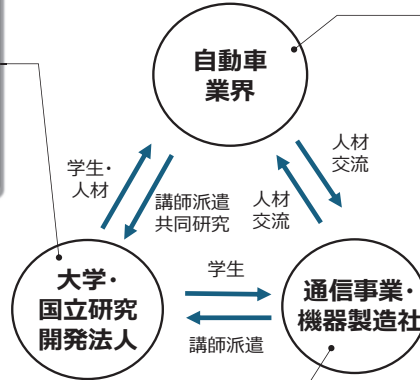 自動車
業界
学生・
人材
講師派遣
共同研究
人材
交流
人材
交流
大学・
国立研究
開発法人
学生
講師派遣
通信事業・
機器製造社